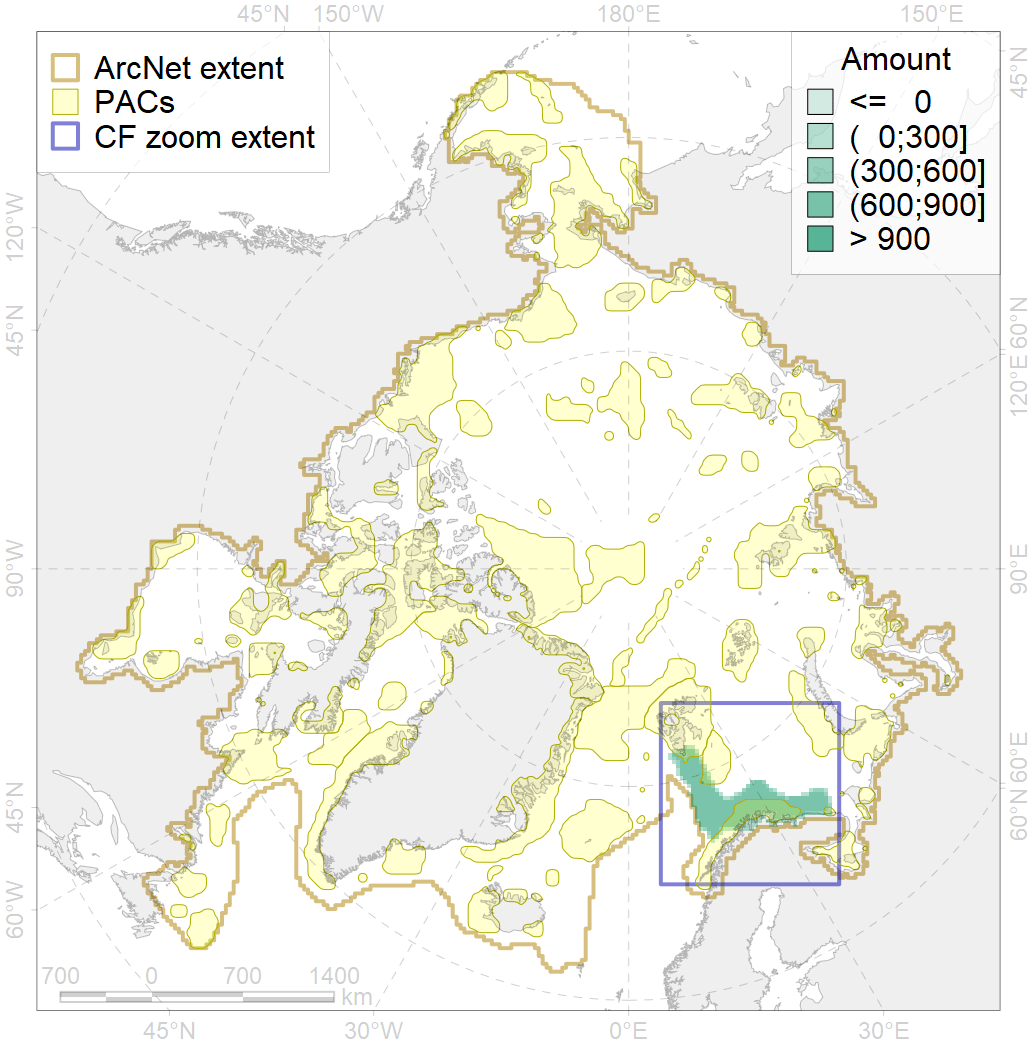 45°N 150°W 180°E 150°E
ArcNet extent
PACs
CF zoom extent
Amount
<= 0
( 0;300]
(300;600]
(600;900]
> 900
45°N
120°W
45°N
60°N
120°E
90°W
90°E
45°N
60°E
60°N
60°W
700 0 700 1400
km
45°N 30°W 0°E 30°E